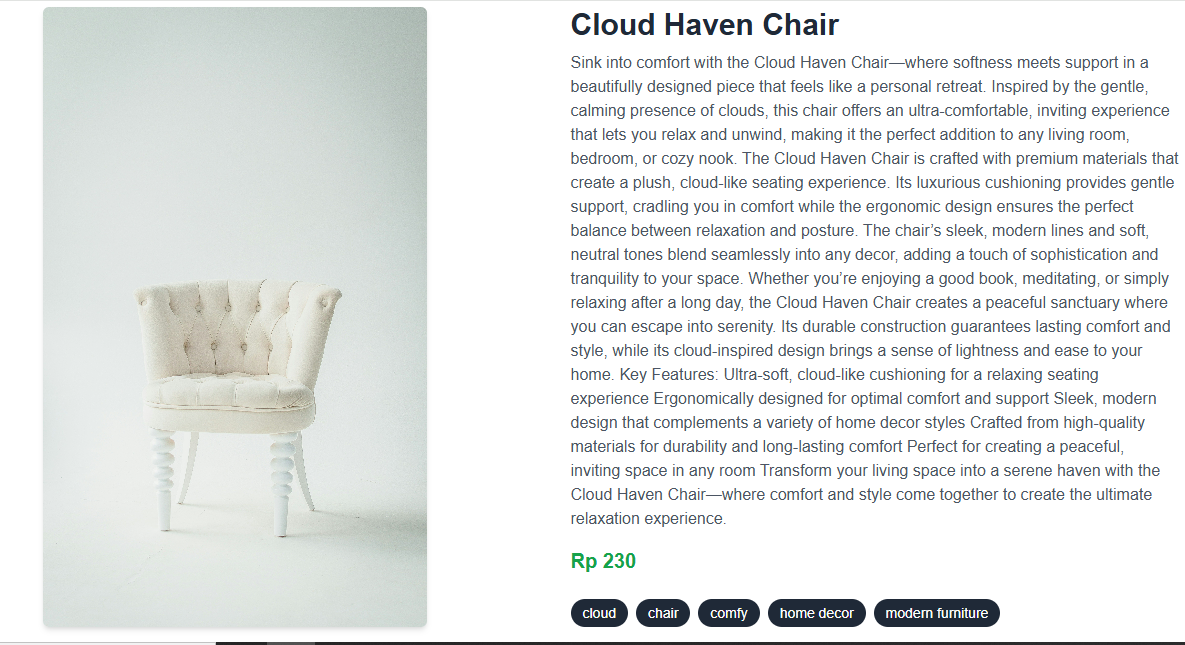 Cloud Haven Chair
Sink into comfort with the Cloud Haven Chair—where softness meets support in a
beautifully designed piece that feels like a personal retreat. Inspired by the gentle,
calming presence of clouds, this chair offers an ultra-comfortable, inviting experience
that lets you relax and unwind, making it the perfect addition to any living room,
bedroom, or cozy nook. The Cloud Haven Chair is crafted with premium materials that
create a plush, cloud-like seating experience. Its luxurious cushioning provides gentle
support, cradling you in comfort while the ergonomic design ensures the perfect
balance between relaxation and posture. The chair’s sleek, modern lines and soft,
neutral tones blend seamlessly into any decor, adding a touch of sophistication and
tranquility to your space. Whether you’re enjoying a good book, meditating, or simply
relaxing after a long day, the Cloud Haven Chair creates a peaceful sanctuary where
you can escape into serenity. Its durable construction guarantees lasting comfort and
style, while its cloud-inspired design brings a sense of lightness and ease to your
home. Key Features: Ultra-soft, cloud-like cushioning for a relaxing seating
experience Ergonomically designed for optimal comfort and support Sleek, modern
design that complements a variety of home decor styles Crafted from high-quality
materials for durability and long-lasting comfort Perfect for creating a peaceful,
inviting space in any room Transform your living space into a serene haven with the
Cloud Haven Chair—where comfort and style come together to create the ultimate
relaxation experience.
Rp 230
cloud chair comfy home decor modern furniture